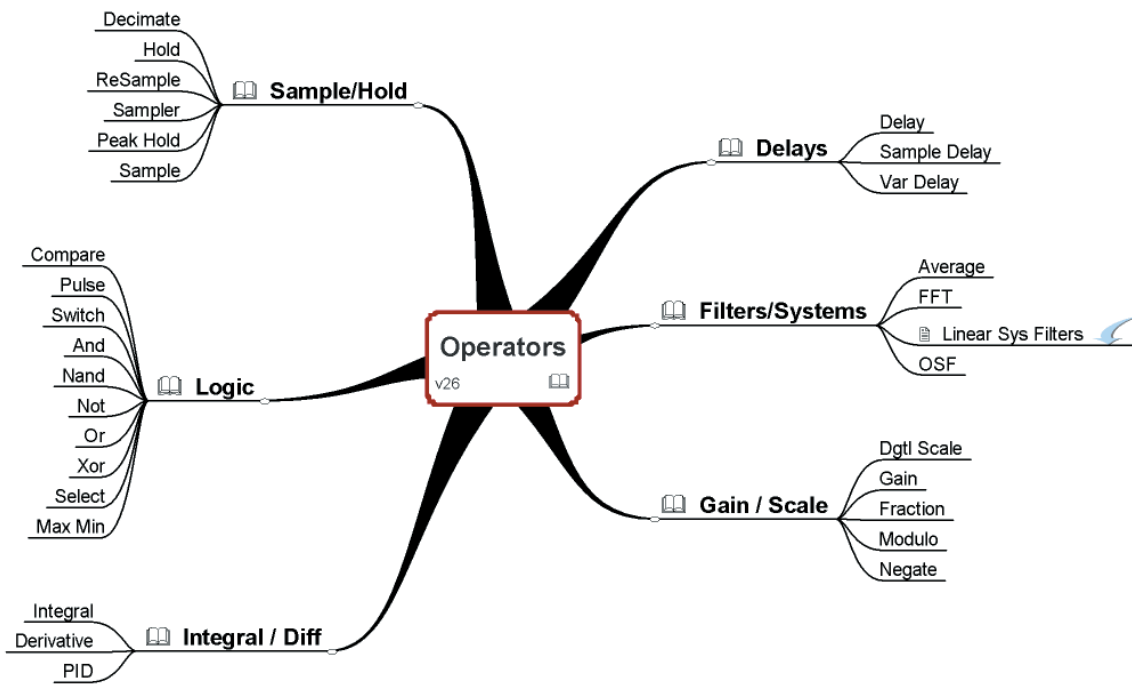 Decimate
Hold
ReSample
Sampler
Peak Hold
Sample
Sample/Hold
Delays
Delay
Sample Delay
Var Delay
Compare
Pulse
Switch
And
Nand
Not
Or
Xor
Select
Max Min
Logic
Operators
v26
Filters/Systems
Average
FFT
Linear Sys Filters
OSF
Gain / Scale
Dgtl Scale
Gain
Fraction
Modulo
Negate
Integral
Derivative
PID
Integral / Diff